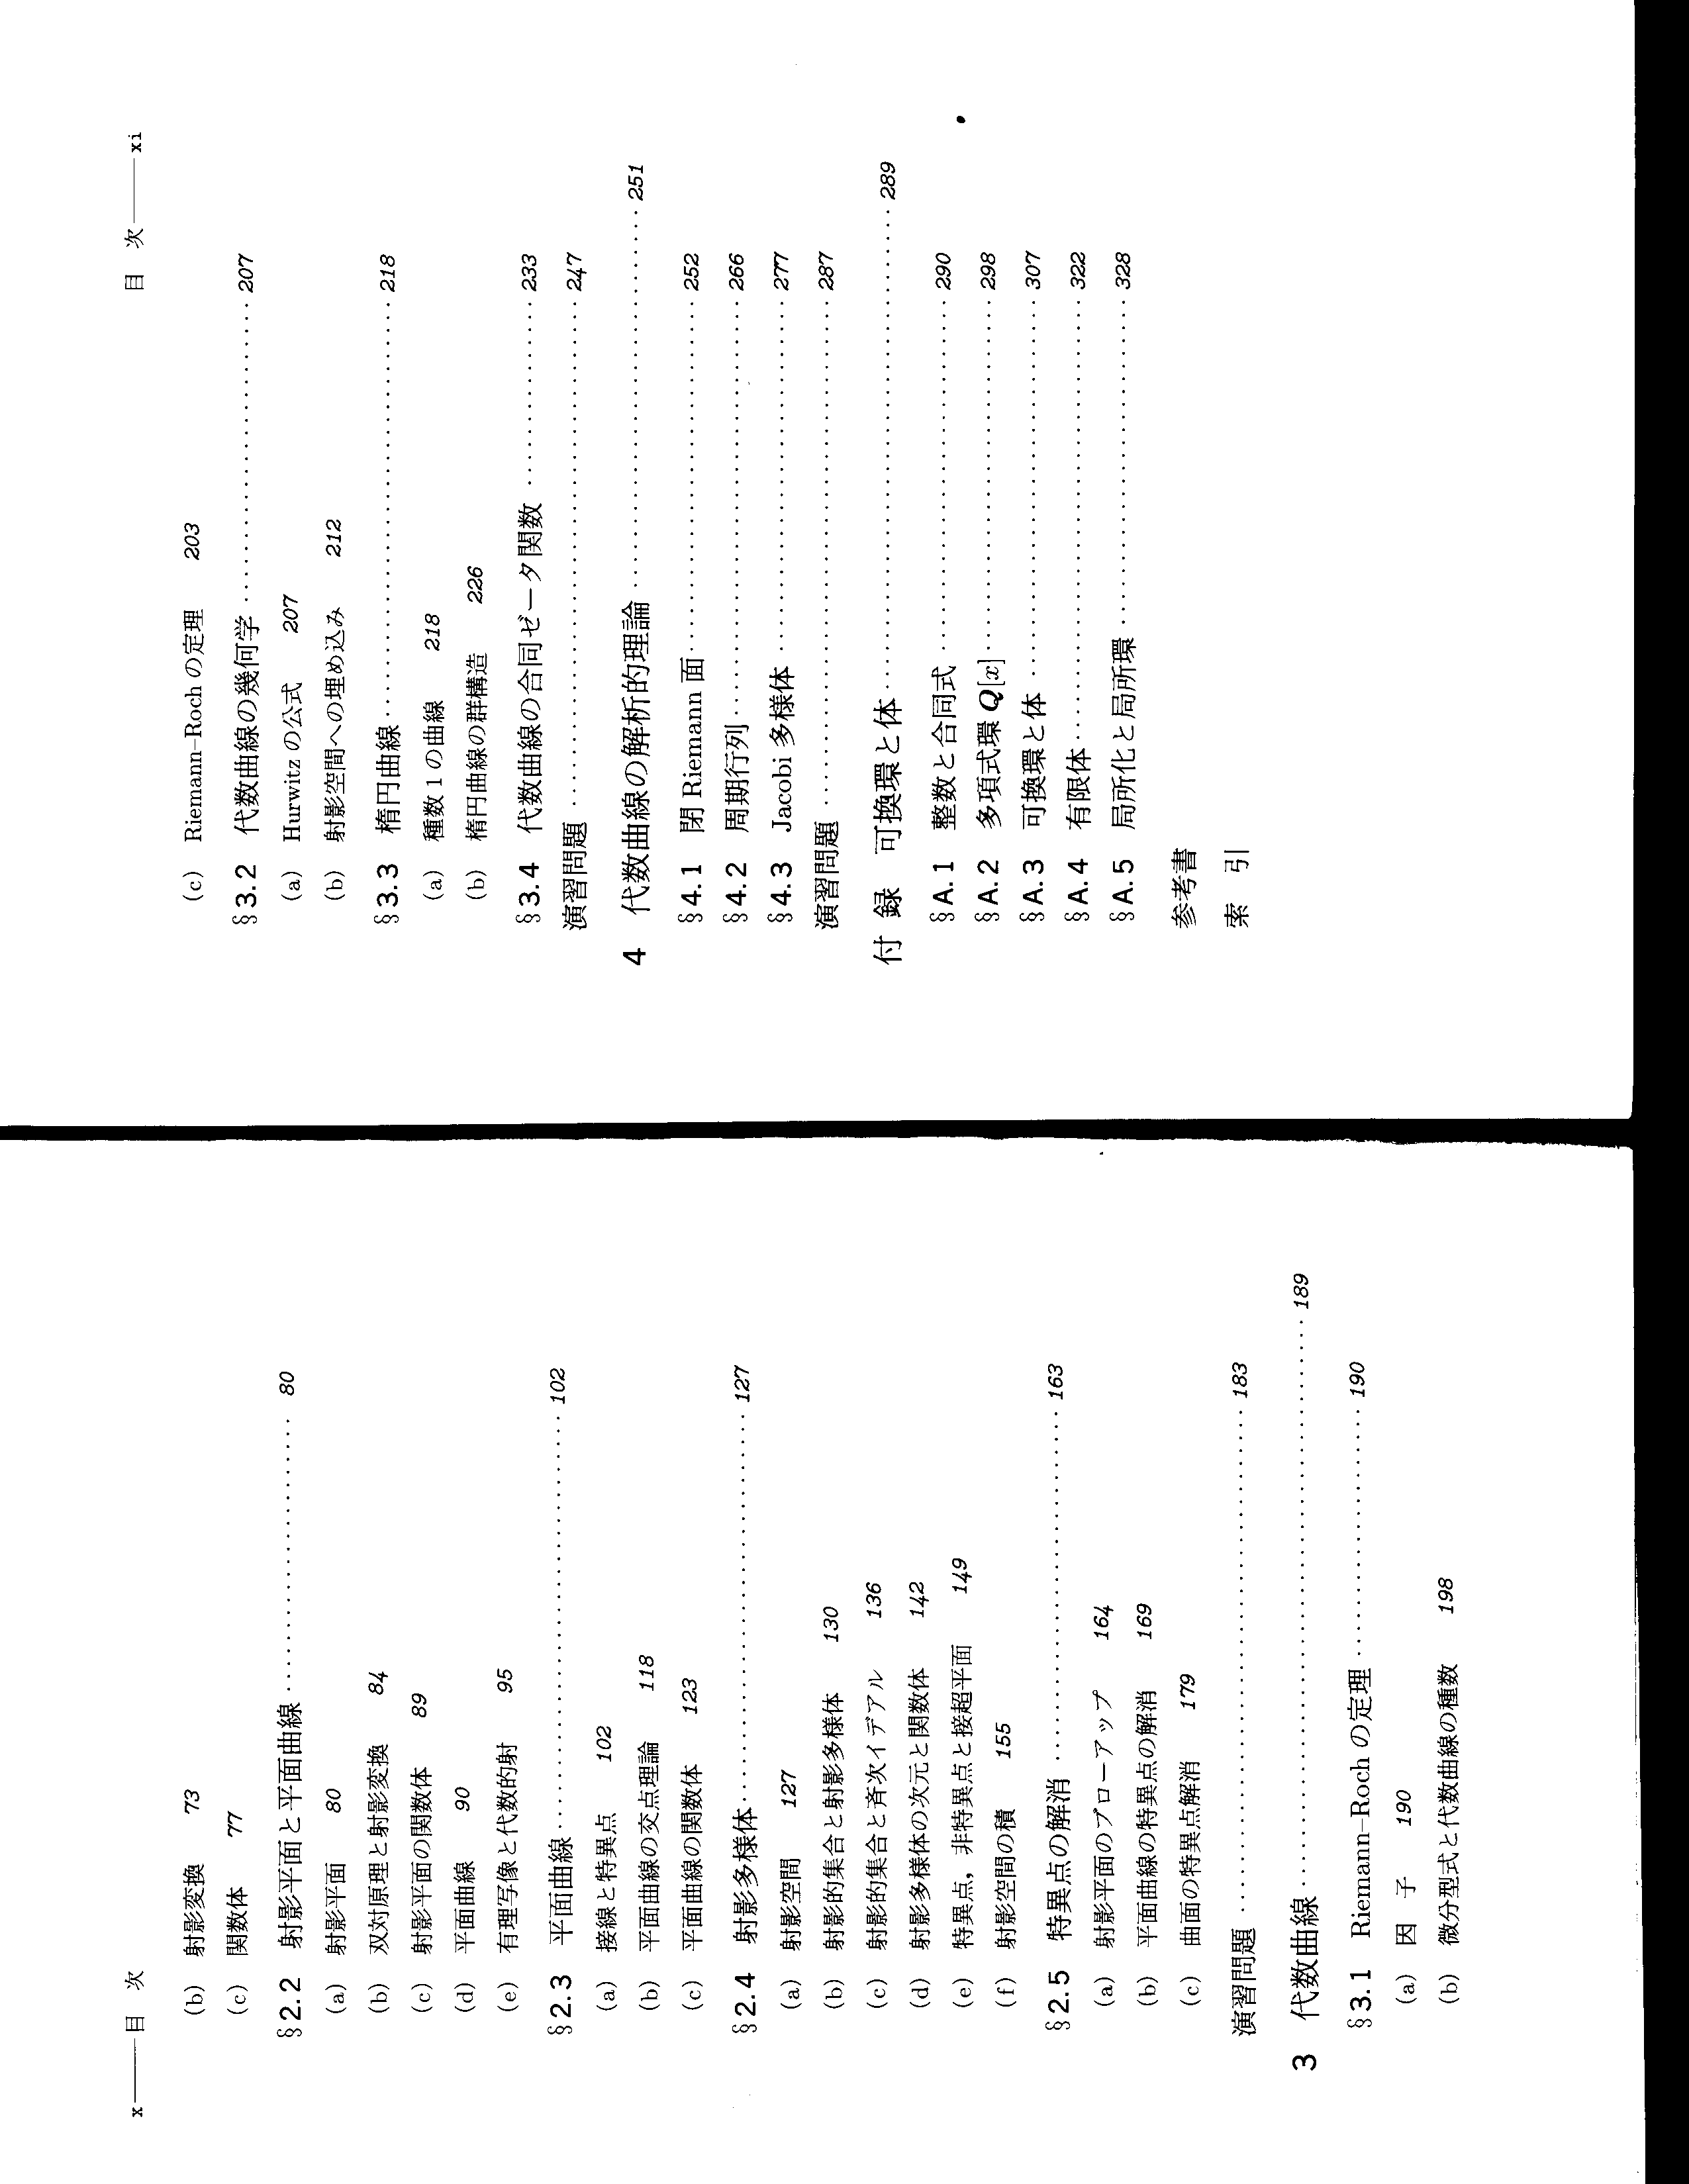 x——目 次
(b) 射影変換 73
(c) 関数体 77
§2.2 射影平面と平面曲線 ·························· 80
(a) 射影平面 80
(b) 双対原理と射影変換 84
(c) 射影平面の関数体 89
(d) 平面曲線 90
(e) 有理写像と代数的射 95
§2.3 平面曲線 ·························· 102
(a) 接線と特異点 102
(b) 平面曲線の交点理論 118
(c) 平面曲線の関数体 123
§2.4 射影多様体 ·························· 127
(a) 射影空間 127
(b) 射影的集合と射影多様体 130
(c) 射影的集合と斉次イデアル 136
(d) 射影多様体の次元と関数体 142
(e) 特異点，非特異点と接超平面 149
(f) 射影空間の積 155
§2.5 特異点の解消 ·························· 163
(a) 射影平面のブローアップ 164
(b) 平面曲線の特異点の解消 169
(c) 曲面の特異点解消 179
演習問題 ·························· 183
3 代数曲線 ·························· 189
§3.1 Riemann–Roch の定理 ·························· 190
(a) 因 子 190
(b) 微分型式と代数曲線の種数 198
目 次——xi
(c) Riemann–Roch の定理 203
§3.2 代数曲線の幾何学 ·························· 207
(a) Hurwitz の公式 207
(b) 射影空間への埋め込み 212
§3.3 楕円曲線 ·························· 218
(a) 種数 1 の曲線 218
(b) 楕円曲線の群構造 226
§3.4 代数曲線の合同ゼータ関数 ·························· 233
演習問題 ·························· 247
4 代数曲線の解析的理論 ·························· 251
§4.1 閉 Riemann 面 ·························· 252
§4.2 周期行列 ·························· 266
§4.3 Jacobi 多様体 ·························· 277
演習問題 ·························· 287
付 録 可換環と体 ·························· 289
§A.1 整数と合同式 ·························· 290
§A.2 多項式環 Q[x] ·························· 298
§A.3 可換環と体 ·························· 307
§A.4 有限体 ·························· 322
§A.5 局所化と局所環 ·························· 328
参考書
索 引